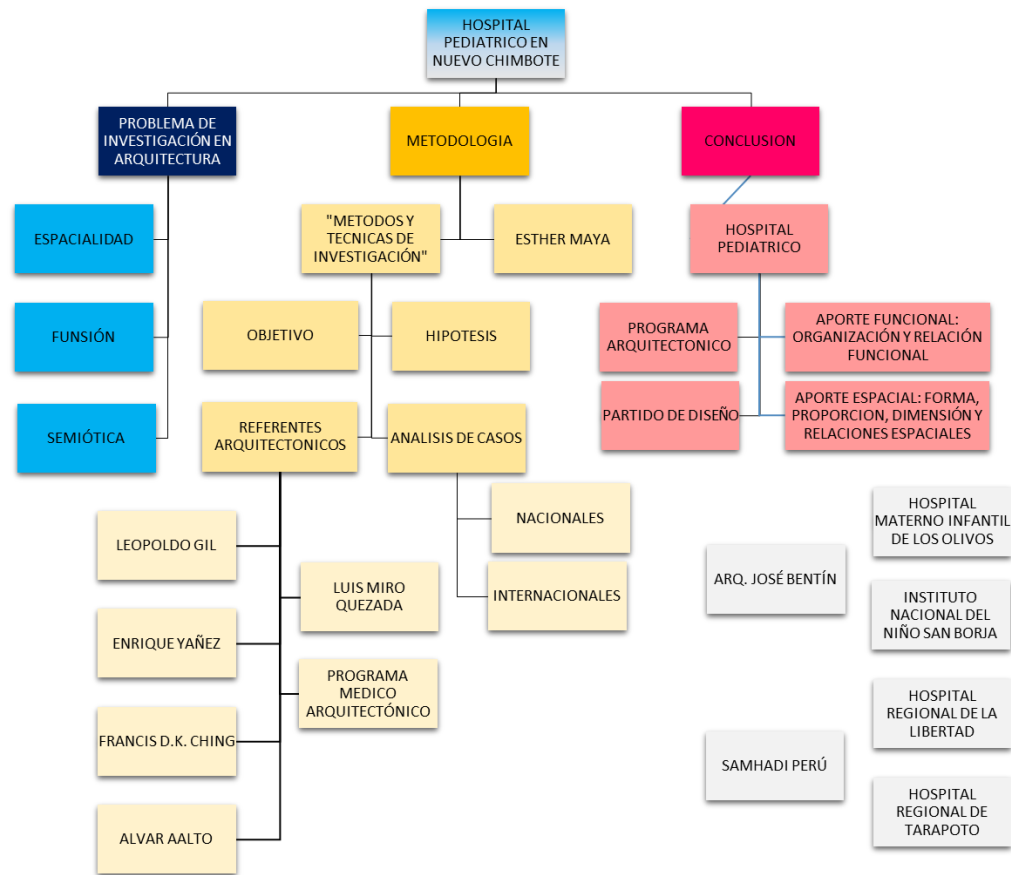 HOSPITAL
PEDIATRICO EN
NUEVO CHIMBOTE
PROBLEMA DE
INVESTIGACIÓN EN
ARQUITECTURA
ESPACIALIDAD
FUNSIÓN
SEMIÓTICA
METODOLOGIA
"METODOS Y
TECNICAS DE
INVESTIGACIÓN"
ESTHER MAYA
OBJETIVO
HIPOTESIS
REFERENTES
ARQUITECTONICOS
ANALISIS DE CASOS
LEOPOLDO GIL
LUIS MIRO
QUEZADA
ENRIQUE YAÑEZ
PROGRAMA
MEDICO
ARQUITECTÓNICO
FRANCIS D.K. CHING
ALVAR AALTO
NACIONALES
INTERNACIONALES
CONCLUSION
HOSPITAL
PEDIATRICO
PROGRAMA
ARQUITECTONICO
APORTE FUNCIONAL:
ORGANIZACIÓN Y RELACIÓN
FUNCIONAL
PARTIDO DE DISEÑO
APORTE ESPACIAL: FORMA,
PROPORCION, DIMENSIÓN Y
RELACIONES ESPACIALES
ARQ. JOSÉ BENTÍN
HOSPITAL
MATERNO INFANTIL
DE LOS OLIVOS
INSTITUTO
NACIONAL DEL
NIÑO SAN BORJA
SAMHADI PERÚ
HOSPITAL
REGIONAL DE LA
LIBERTAD
HOSPITAL
REGIONAL DE
TARAPOTO